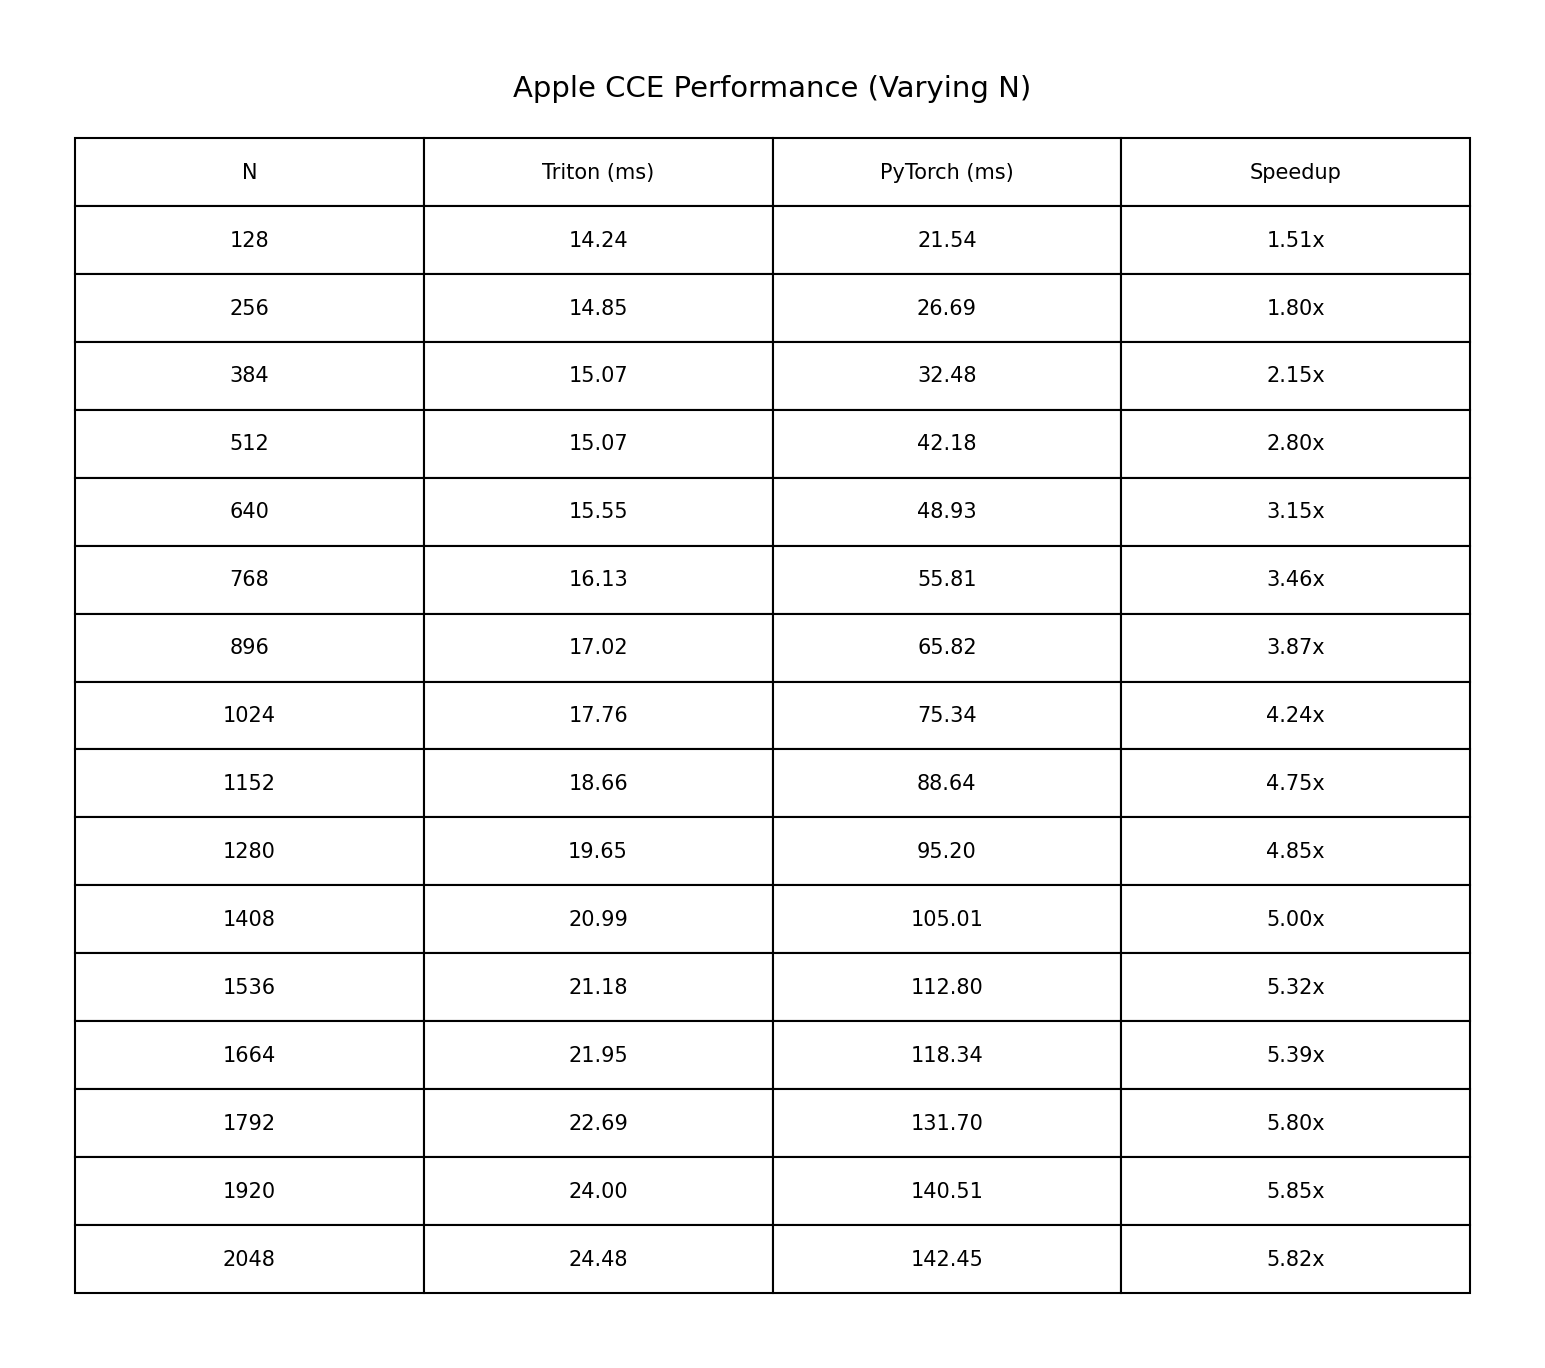 Apple CCE Performance (Varying N)
N Triton (ms) PyTorch (ms) Speedup
128 14.24 21.54 1.51x
256 14.85 26.69 1.80x
384 15.07 32.48 2.15x
512 15.07 42.18 2.80x
640 15.55 48.93 3.15x
768 16.13 55.81 3.46x
896 17.02 65.82 3.87x
1024 17.76 75.34 4.24x
1152 18.66 88.64 4.75x
1280 19.65 95.20 4.85x
1408 20.99 105.01 5.00x
1536 21.18 112.80 5.32x
1664 21.95 118.34 5.39x
1792 22.69 131.70 5.80x
1920 24.00 140.51 5.85x
2048 24.48 142.45 5.82x